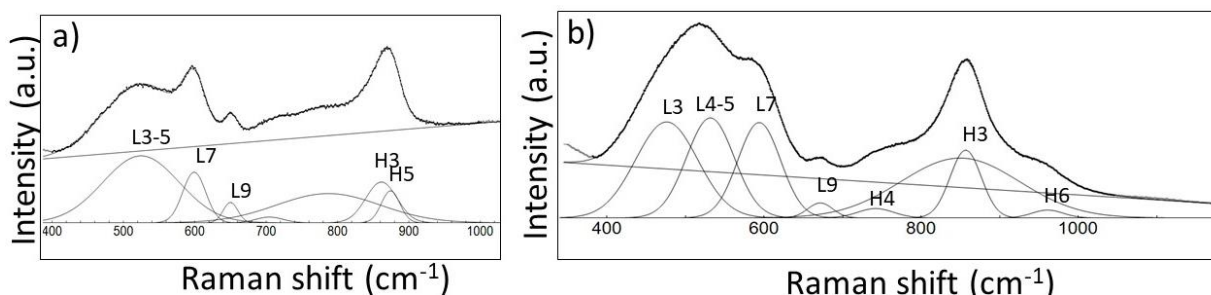 a)
Intensity (a.u.)
L3-5
L7
L9
H3
H5
400 500 600 700 800 900 1000
Raman shift (cm⁻¹)
b)
Intensity (a.u.)
L3
L4-5
L7
L9
H4
H3
H6
400 600 800 1000
Raman shift (cm⁻¹)